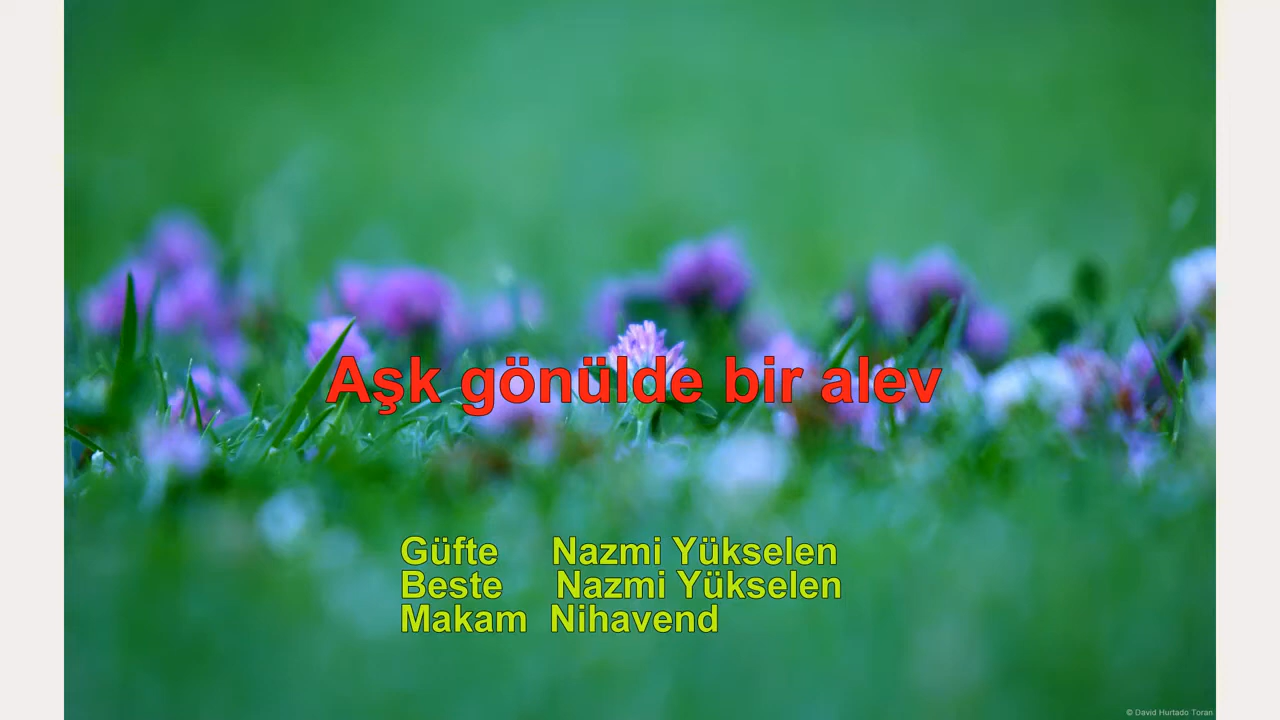 Aşk gönülde bir alev
Güfte Nazmi Yükselen
Beste Nazmi Yükselen
Makam Nihavend
© David Hurtado Toran